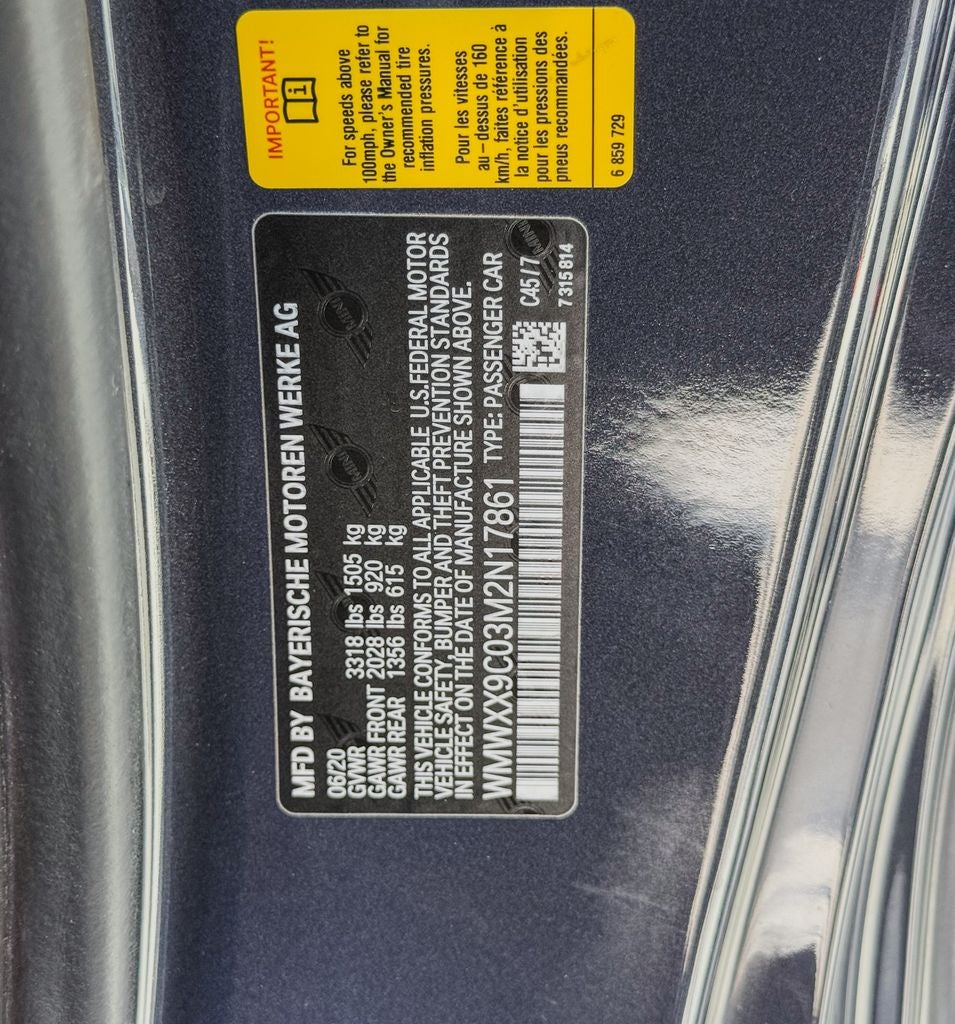 IMPORTANT!
i
For speeds above
100mph, please refer to
the Owner's Manual for
recommended tire
inflation pressures.
Pour les vitesses
au-dessus de 160
km/h, faites référence à
la notice d'utilisation
pour les pressions des
pneus recommandées.
6 859 729
MFD BY BAYERISCHE MOTOREN WERKE AG
06/20
GVWR 3318 lbs 1505 kg
GAWR FRONT 2028 lbs 920 kg
GAWR REAR 1356 lbs 615 kg
THIS VEHICLE CONFORMS TO ALL APPLICABLE U.S.FEDERAL MOTOR
VEHICLE SAFETY, BUMPER AND THEFT PREVENTION STANDARDS
IN EFFECT ON THE DATE OF MANUFACTURE SHOWN ABOVE.
WMWXX9C03M2N17861 TYPE: PASSENGER CAR
C45/7
7 315 814
MINI
MINI
MINI